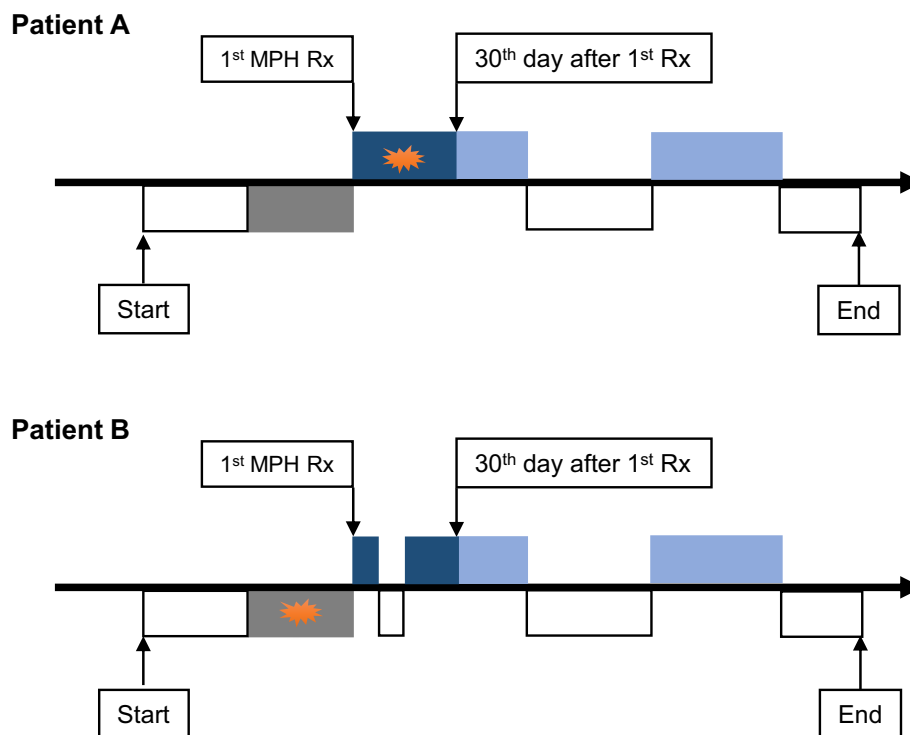 Patient A
1st MPH Rx
30th day after 1st Rx
Start
End
Patient B
1st MPH Rx
30th day after 1st Rx
Start
End